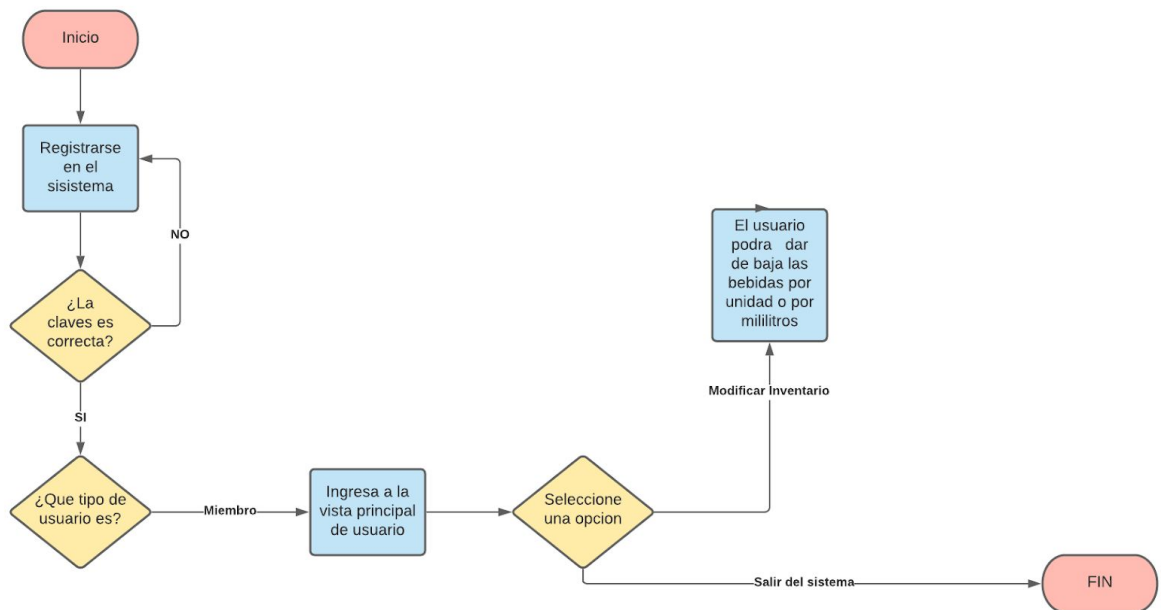 Inicio
Registrarse
en el
sisistema
NO
¿La
claves es
correcta?
SI
¿Que tipo de
usuario es?
Miembro
Ingresa a la
vista principal
de usuario
Seleccione
una opcion
Modificar Inventario
El usuario
podra dar
de baja las
bebidas por
unidad o por
mililitros
Salir del sistema
FIN